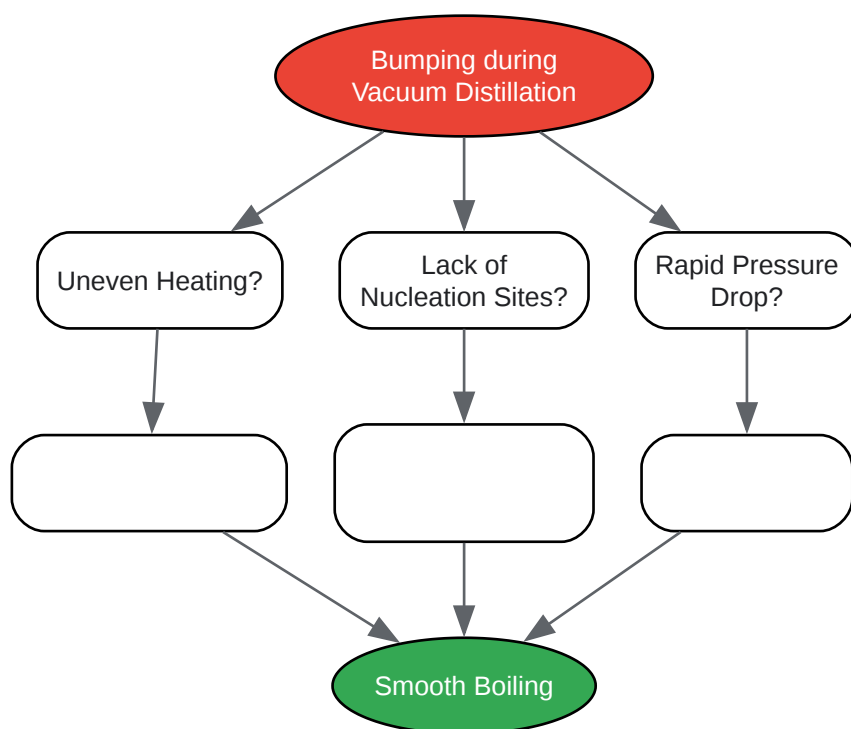 Bumping during
Vacuum Distillation
Uneven Heating?
Lack of
Nucleation Sites?
Rapid Pressure
Drop?
Smooth Boiling